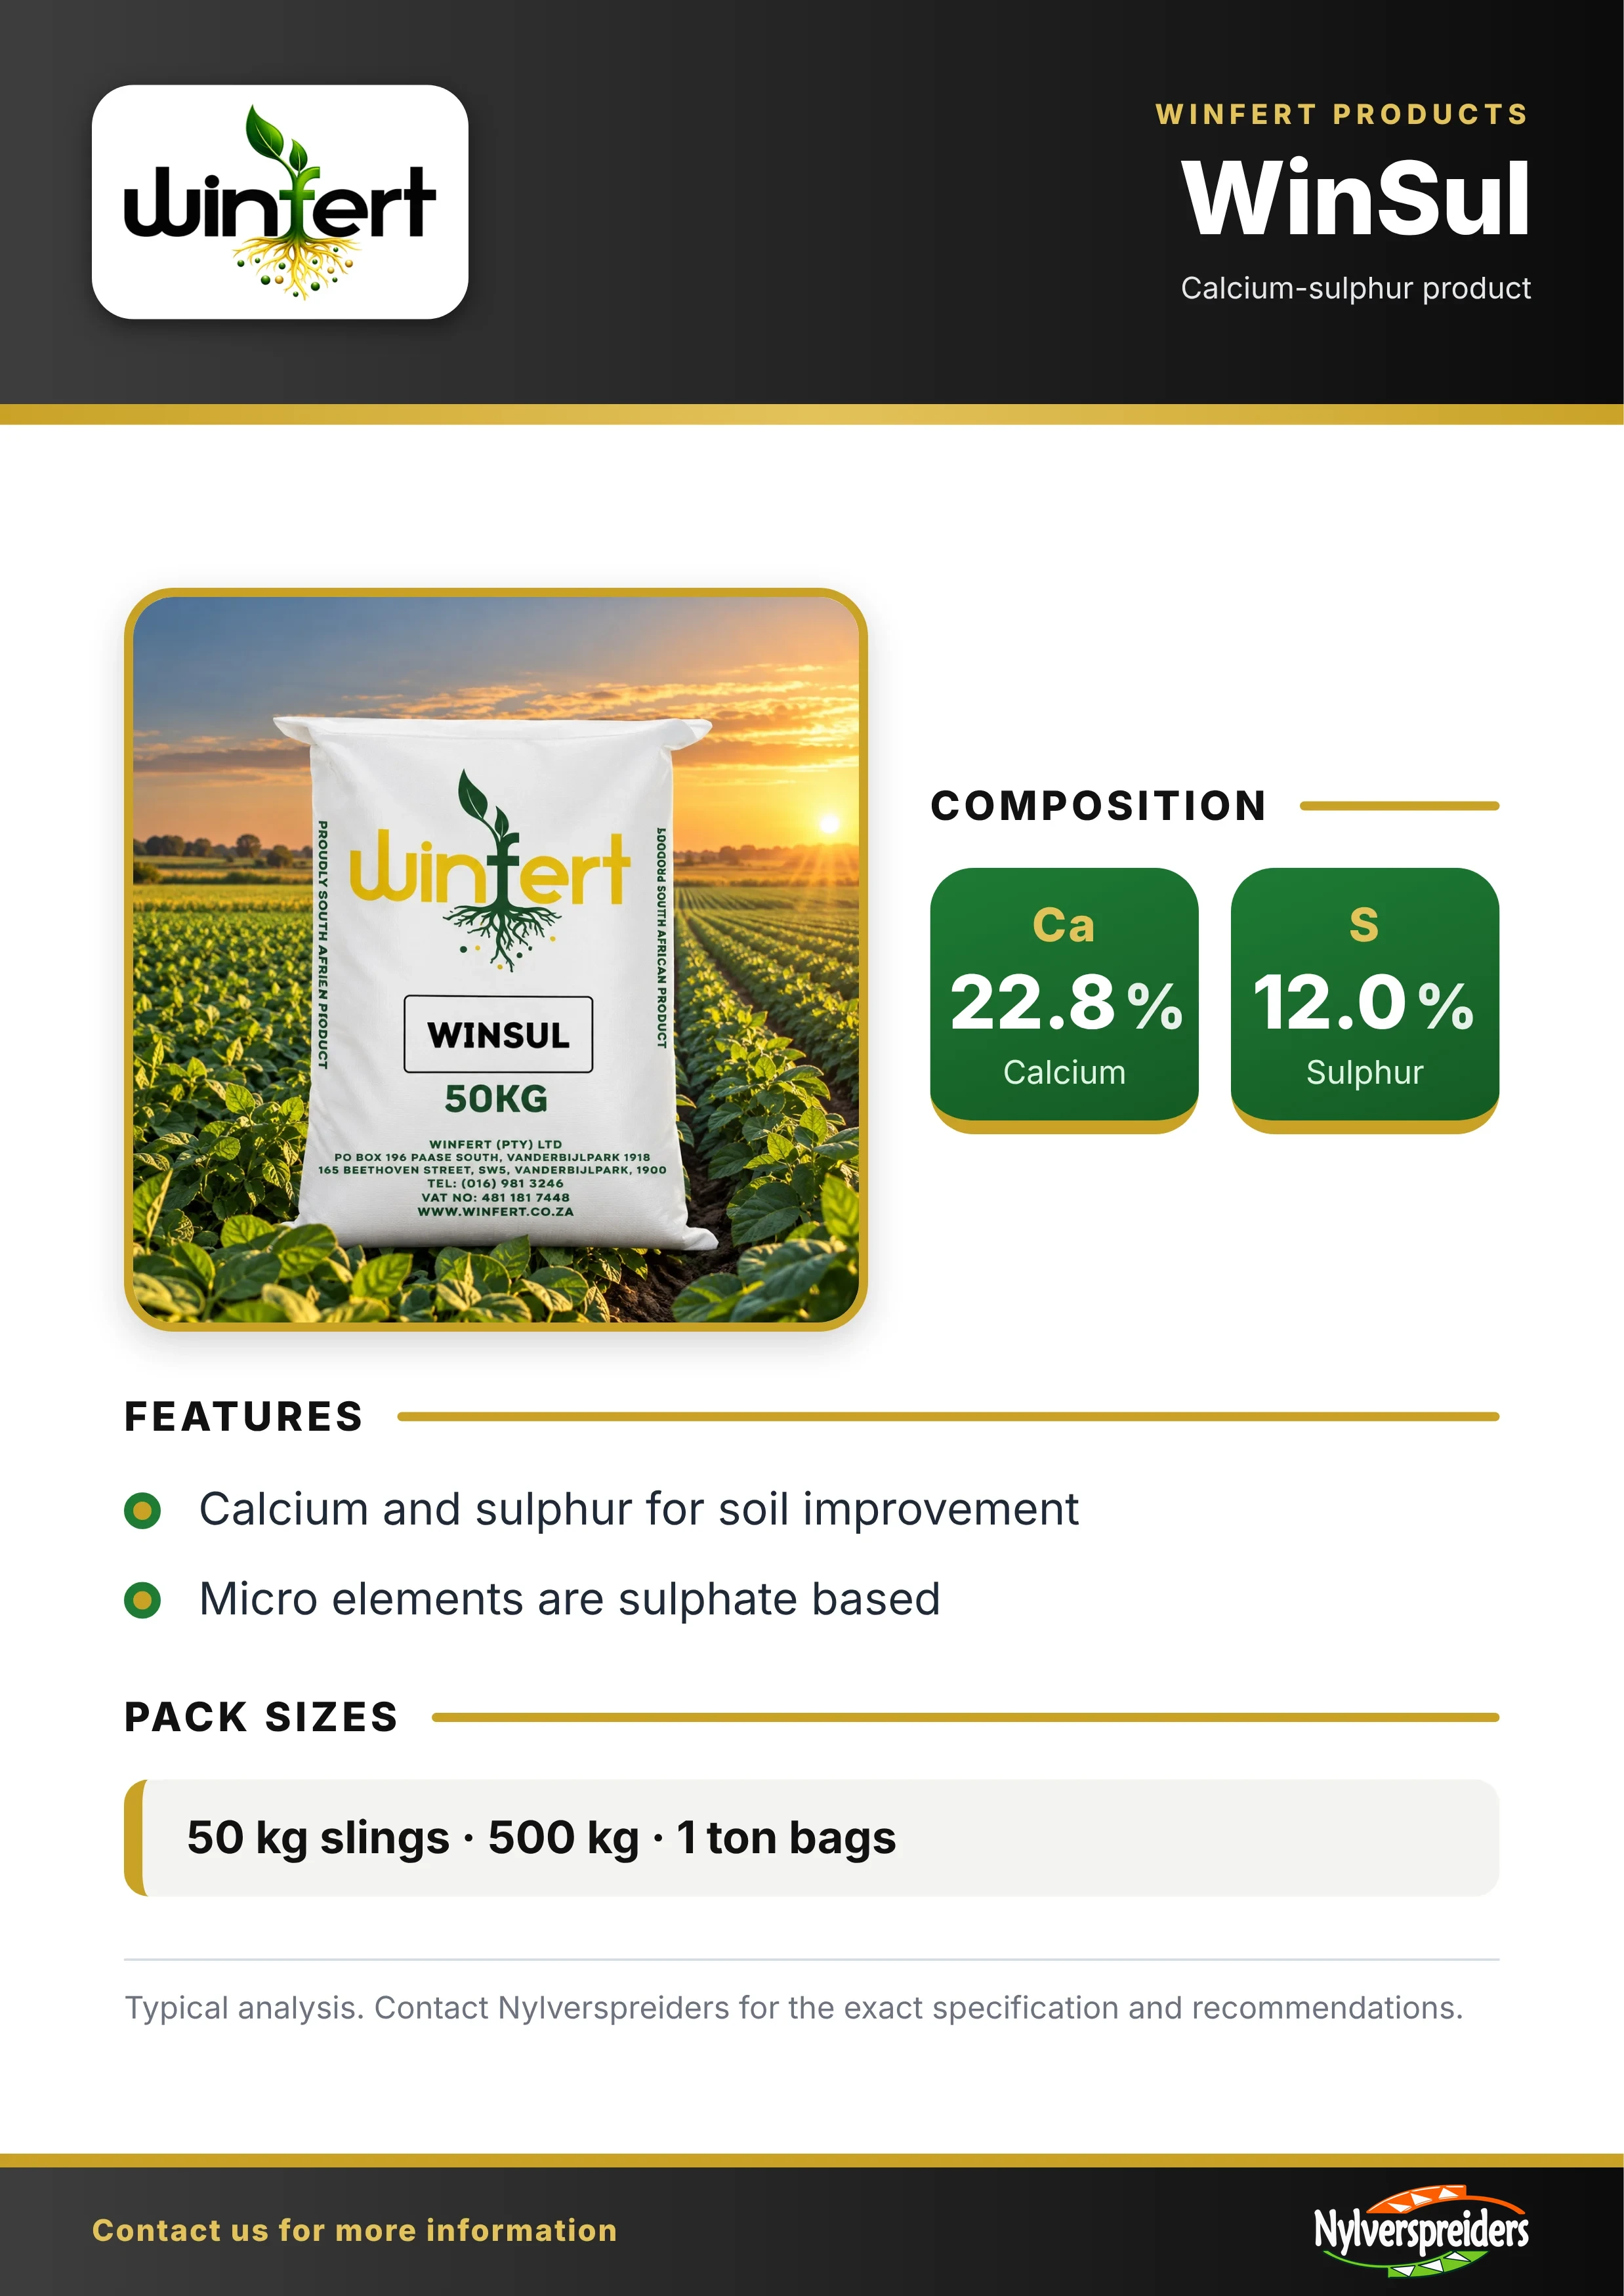 winfert
WINFERT PRODUCTS
WinSul
Calcium-sulphur product
PROUDLY SOUTH AFRIEN PIODUCT
winfert
WINSUL
50KG
WINFERT (PTY) LTD
PO BOX 196 PAASE SOUTH, VANDERBIJLPARK 1918
165 BEETHOVEN STREET, SW5, VANDERBIJLPARK, 1900
TEL: (016) 981 3246
VAT NO: 481 181 7448
WWW.WINFERT.CO.ZA
SOUTH AFRICAN PRODUCT
COMPOSITION
Ca
22.8%
Calcium
S
12.0%
Sulphur
FEATURES
Calcium and sulphur for soil improvement
Micro elements are sulphate based
PACK SIZES
50 kg slings · 500 kg · 1 ton bags
Typical analysis. Contact Nylverspreiders for the exact specification and recommendations.
Contact us for more information
Nylverspreiders